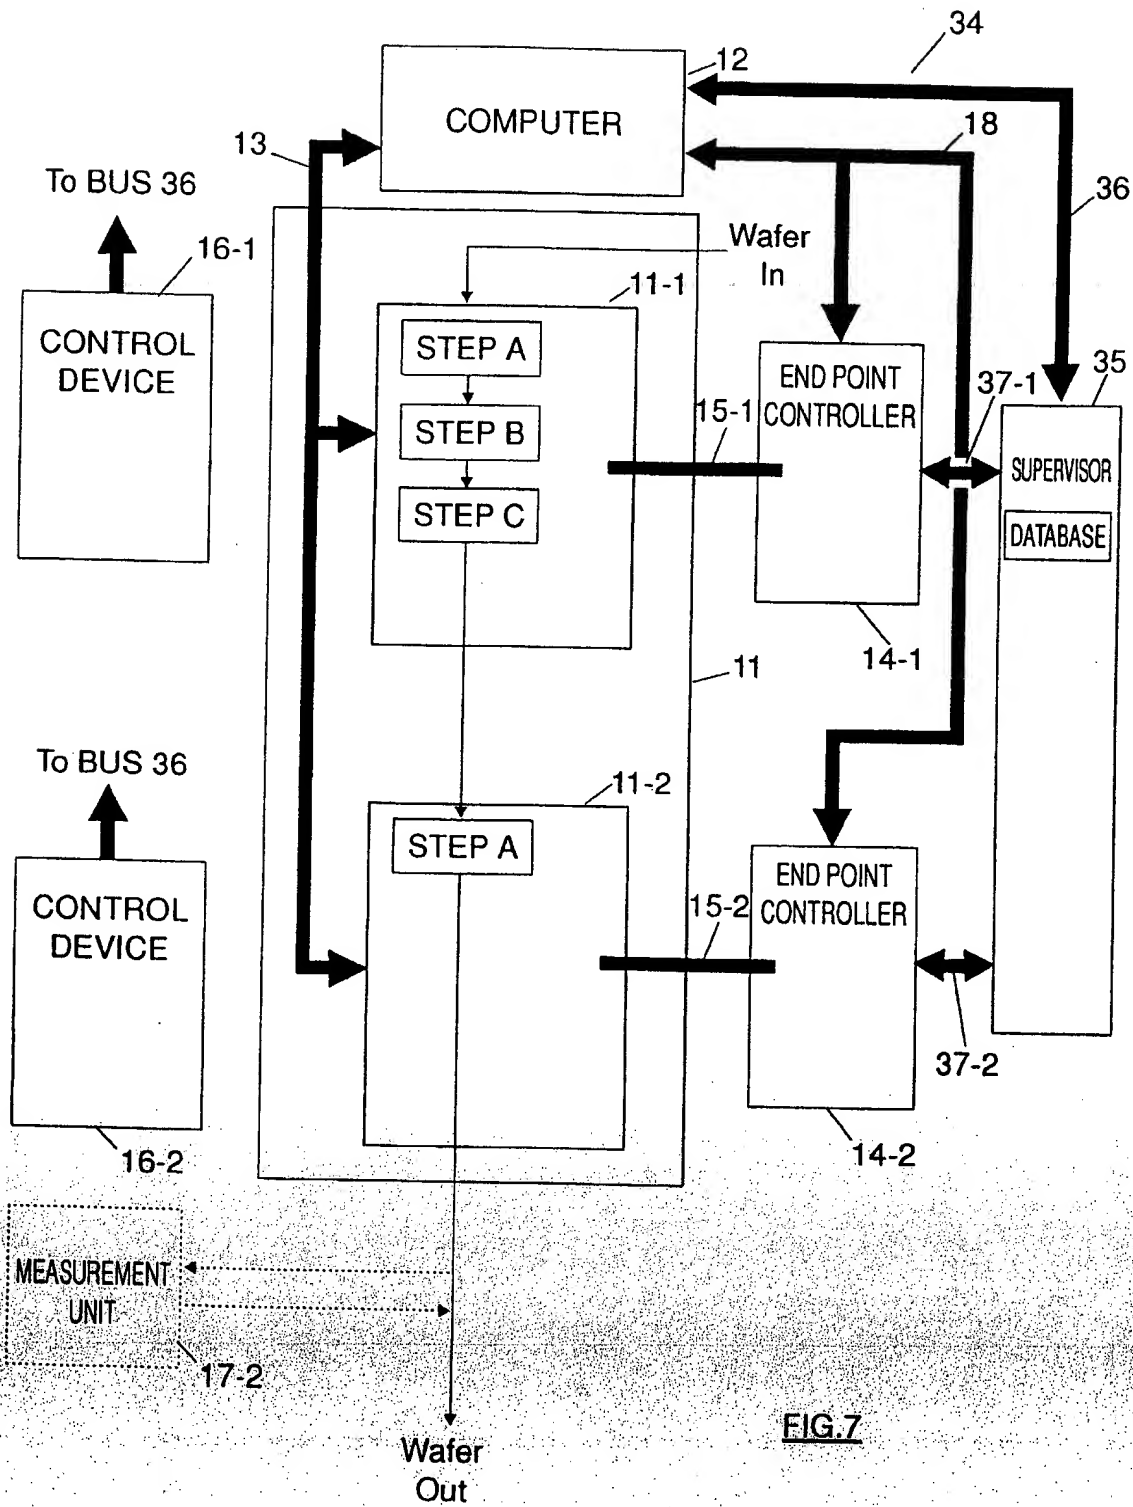 34
12
COMPUTER
18
13
To BUS 36
36
16-1
Wafer
In
11-1
CONTROL
DEVICE
STEP A
END POINT
CONTROLLER
35
37-1
15-1
STEP B
SUPERVISOR
STEP C
DATABASE
14-1
11
To BUS 36
11-2
STEP A
END POINT
CONTROLLER
CONTROL
DEVICE
15-2
37-2
16-2
14-2
MEASUREMENT
UNIT
17-2
FIG.7
Wafer
Out